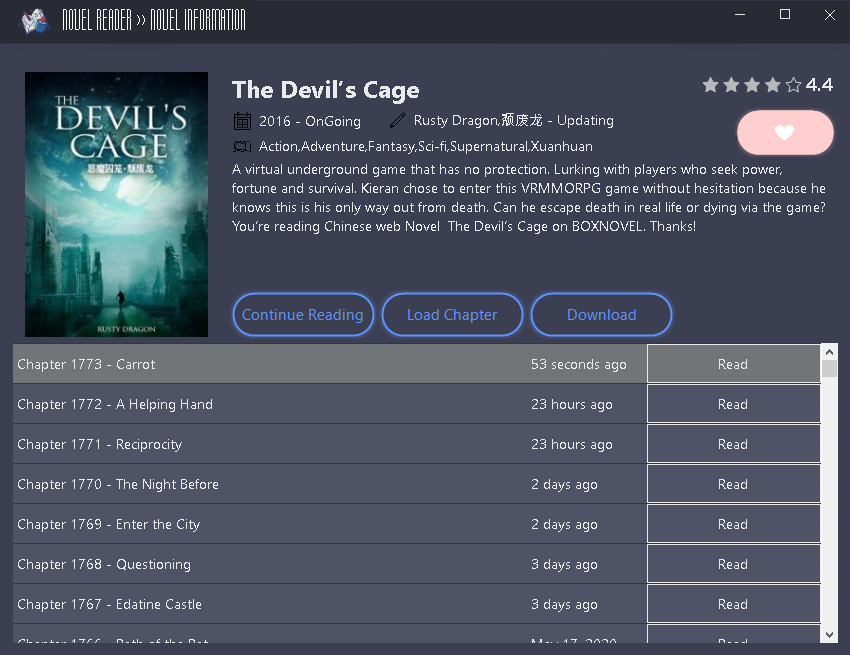 NOVEL READER >> NOVEL INFORMATION
THE
DEVIL'S
CAGE
恶魔囚笼·颓废龙
RUSTY DRAGON
The Devil's Cage
4.4
2016 - OnGoing
Rusty Dragon,颓废龙 - Updating
Action,Adventure,Fantasy,Sci-fi,Supernatural,Xuanhuan
A virtual underground game that has no protection. Lurking with players who seek power,
fortune and survival. Kieran chose to enter this VRMMORPG game without hesitation because he
knows this is his only way out from death. Can he escape death in real life or dying via the game?
You're reading Chinese web Novel  The Devil's Cage on BOXNOVEL. Thanks!
Continue Reading
Load Chapter
Download
Chapter 1773 - Carrot 53 seconds ago Read
Chapter 1772 - A Helping Hand 23 hours ago Read
Chapter 1771 - Reciprocity 23 hours ago Read
Chapter 1770 - The Night Before 2 days ago Read
Chapter 1769 - Enter the City 2 days ago Read
Chapter 1768 - Questioning 3 days ago Read
Chapter 1767 - Edatine Castle 3 days ago Read
Chapter 1766 - May 17, 2020 Read